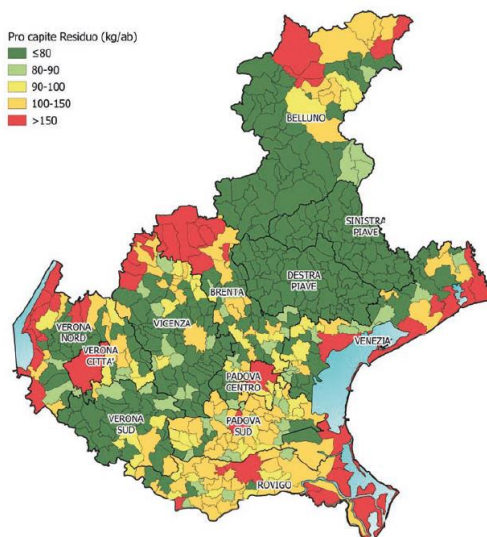 Pro capite Residuo (kg/ab)
≤80
80-90
90-100
100-150
>150
BELLUNO
SINISTRA
PIAVE
DESTRA
PIAVE
BRENTA
VICENZA
VENEZIA
VERONA
NORD
VERONA
CITTA'
PADOVA
CENTRO
VERONA
SUD
PADOVA
SUD
ROVIGO